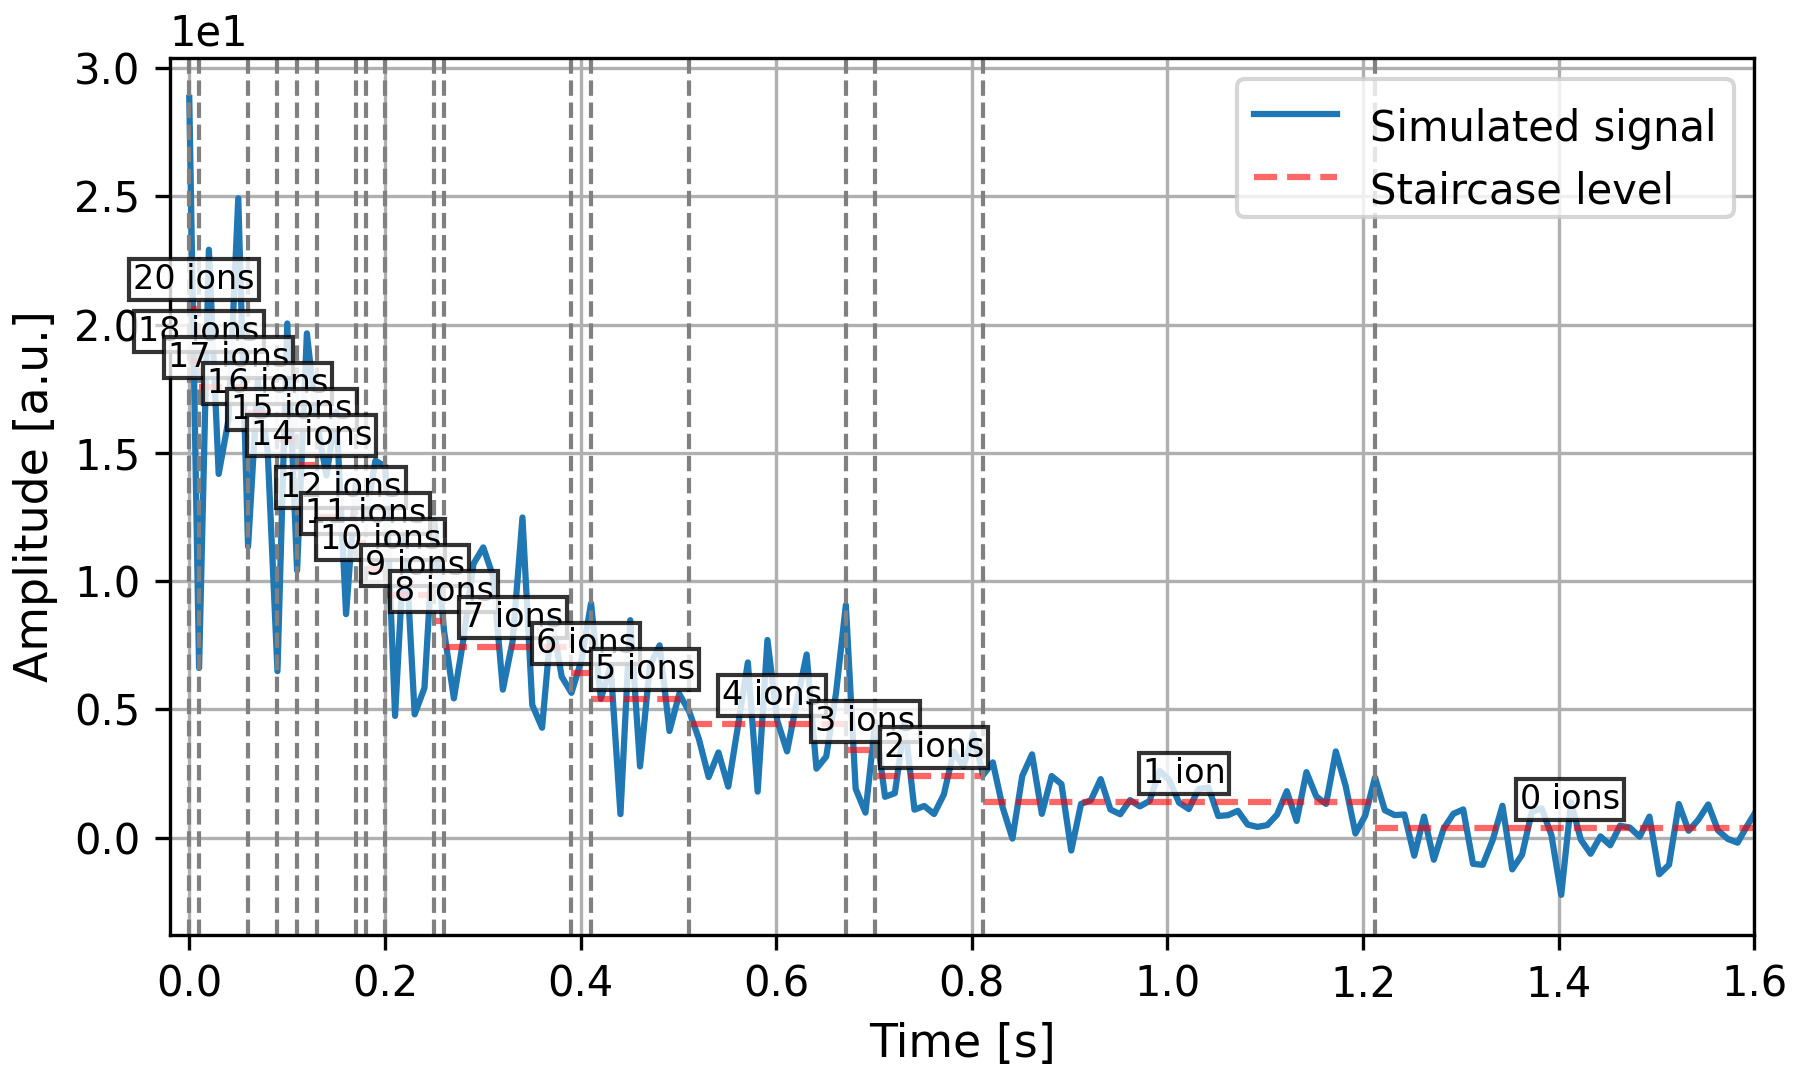 1e1
3.0
2.5
2.0
1.5
1.0
0.5
0.0
Amplitude [a.u.]
Simulated signal
Staircase level
20 ions
18 ions
17 ions
16 ions
15 ions
14 ions
12 ions
11 ions
10 ions
9 ions
8 ions
7 ions
6 ions
5 ions
4 ions
3 ions
2 ions
1 ion
0 ions
0.0 0.2 0.4 0.6 0.8 1.0 1.2 1.4 1.6
Time [s]